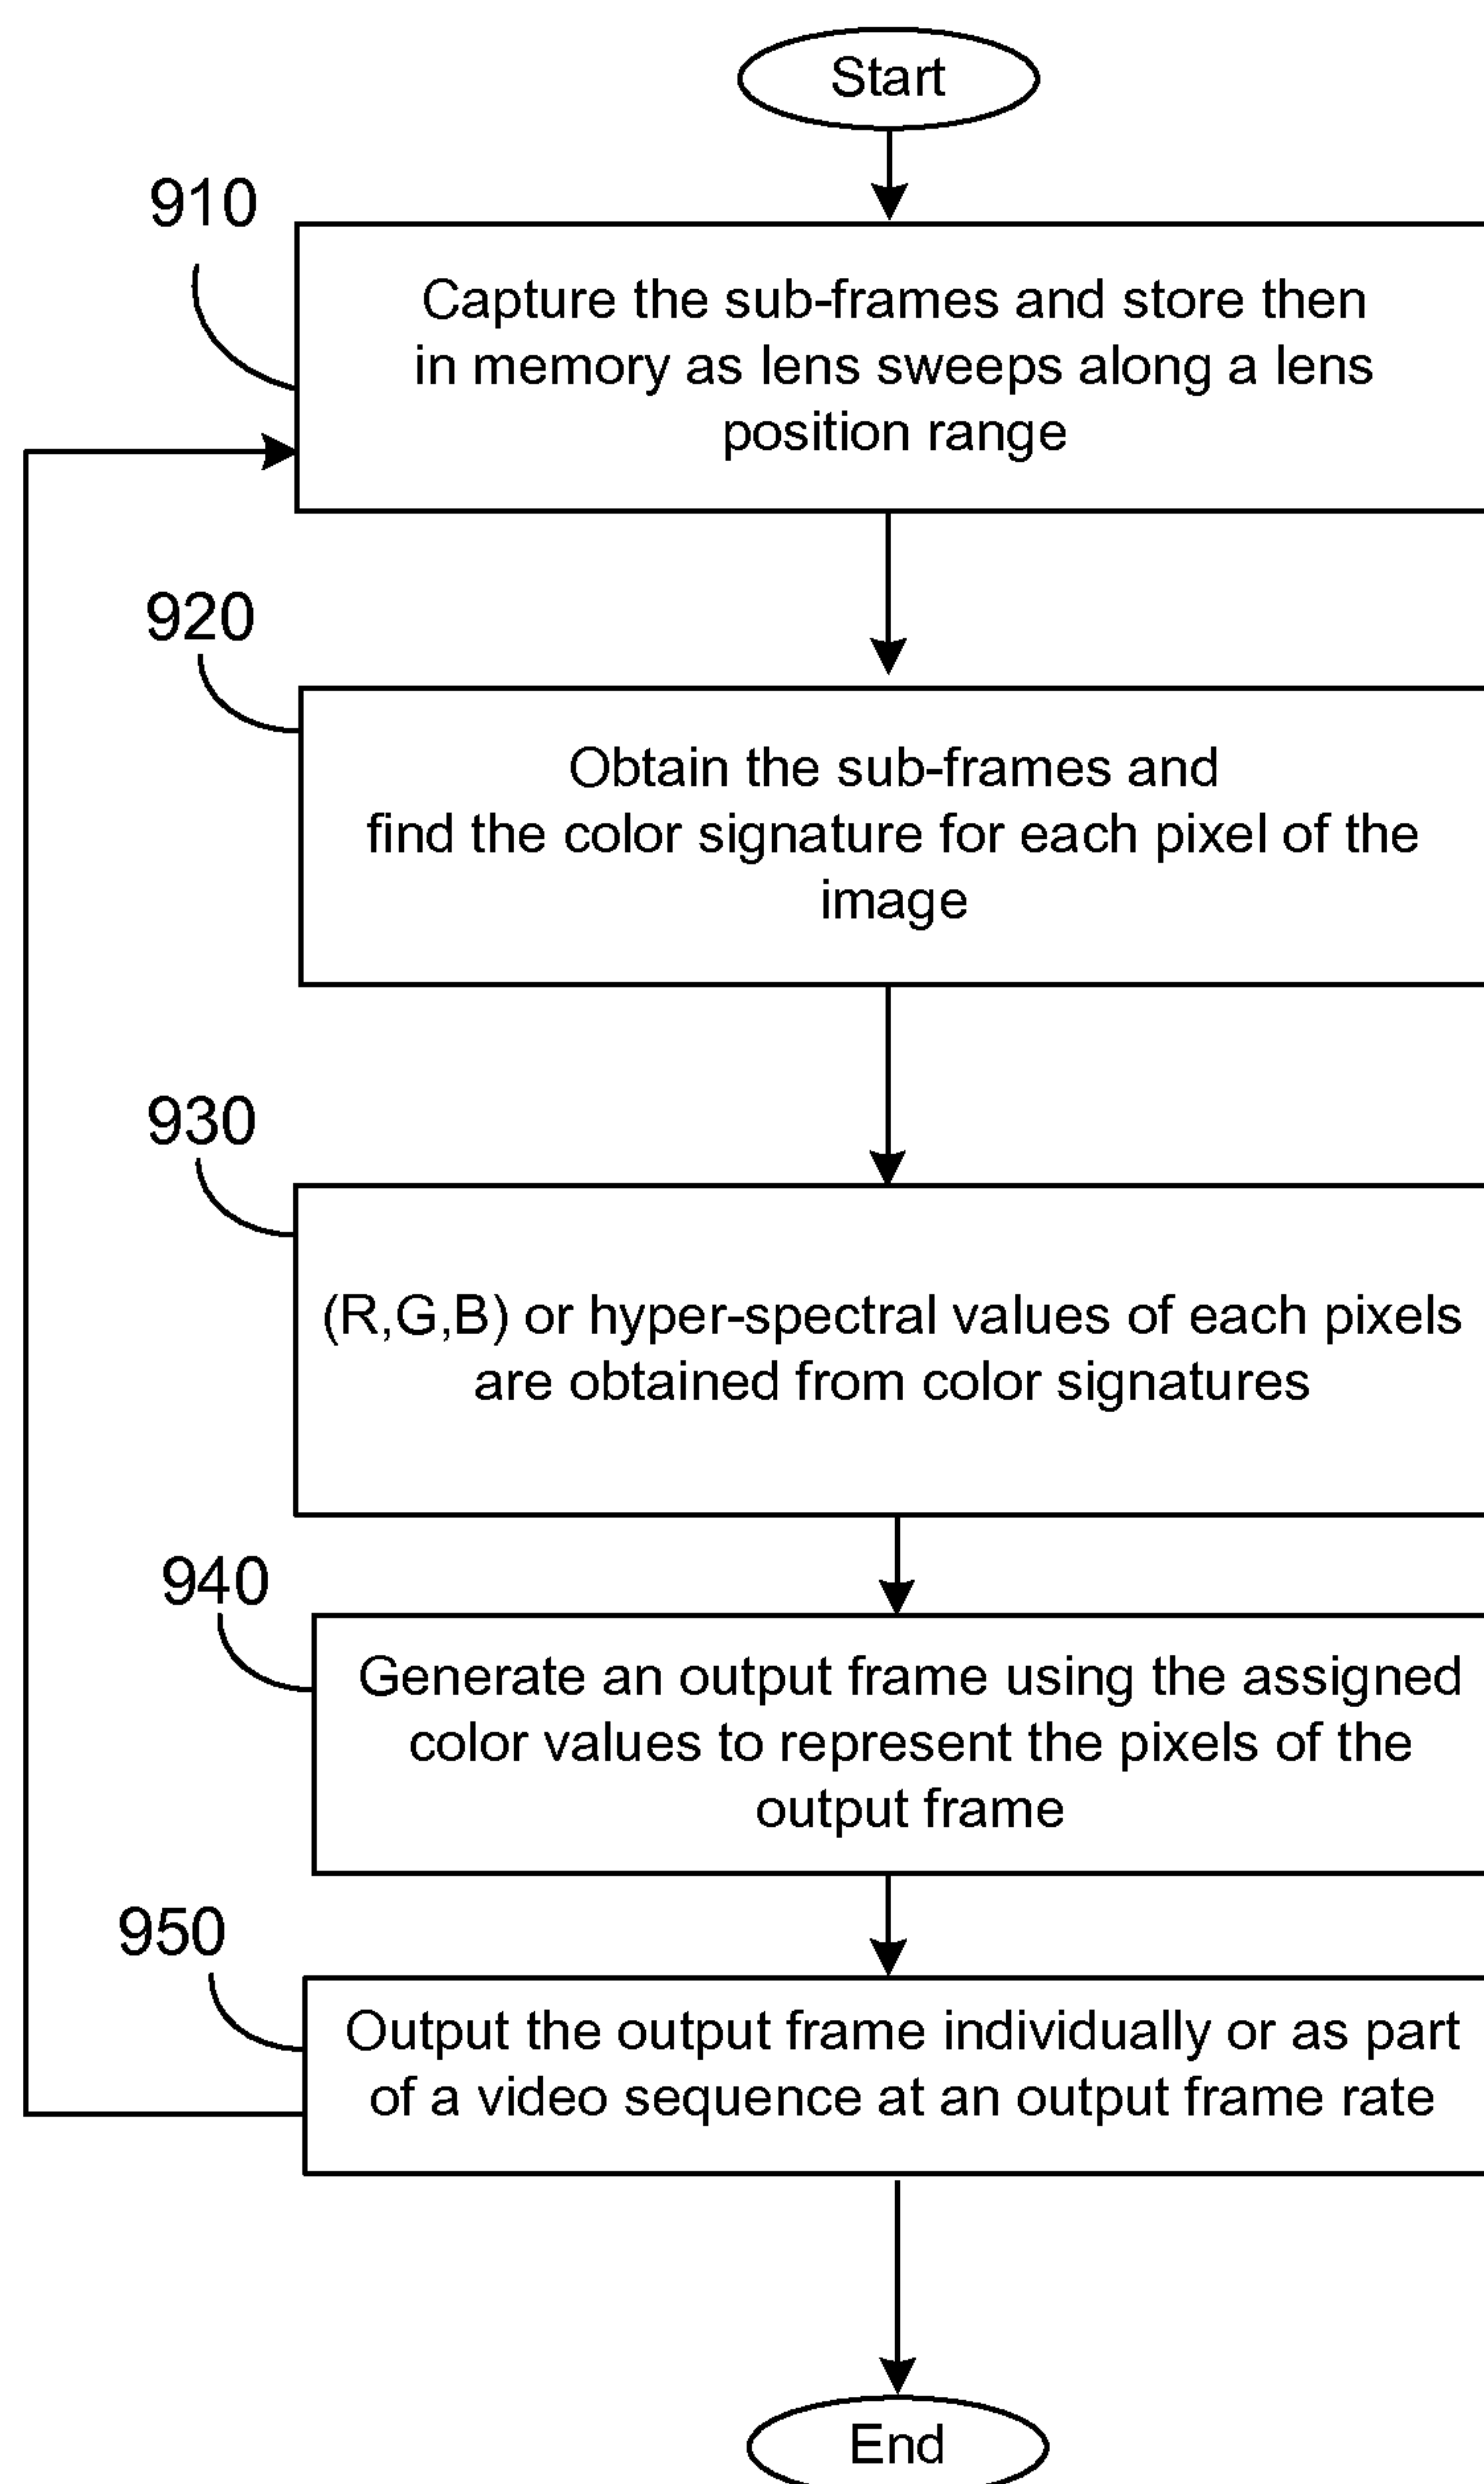 Start
910
Capture the sub-frames and store then
in memory as lens sweeps along a lens
position range
920
Obtain the sub-frames and
find the color signature for each pixel of the
image
930
(R,G,B) or hyper-spectral values of each pixels
are obtained from color signatures
940
Generate an output frame using the assigned
color values to represent the pixels of the
output frame
950
Output the output frame individually or as part
of a video sequence at an output frame rate
End